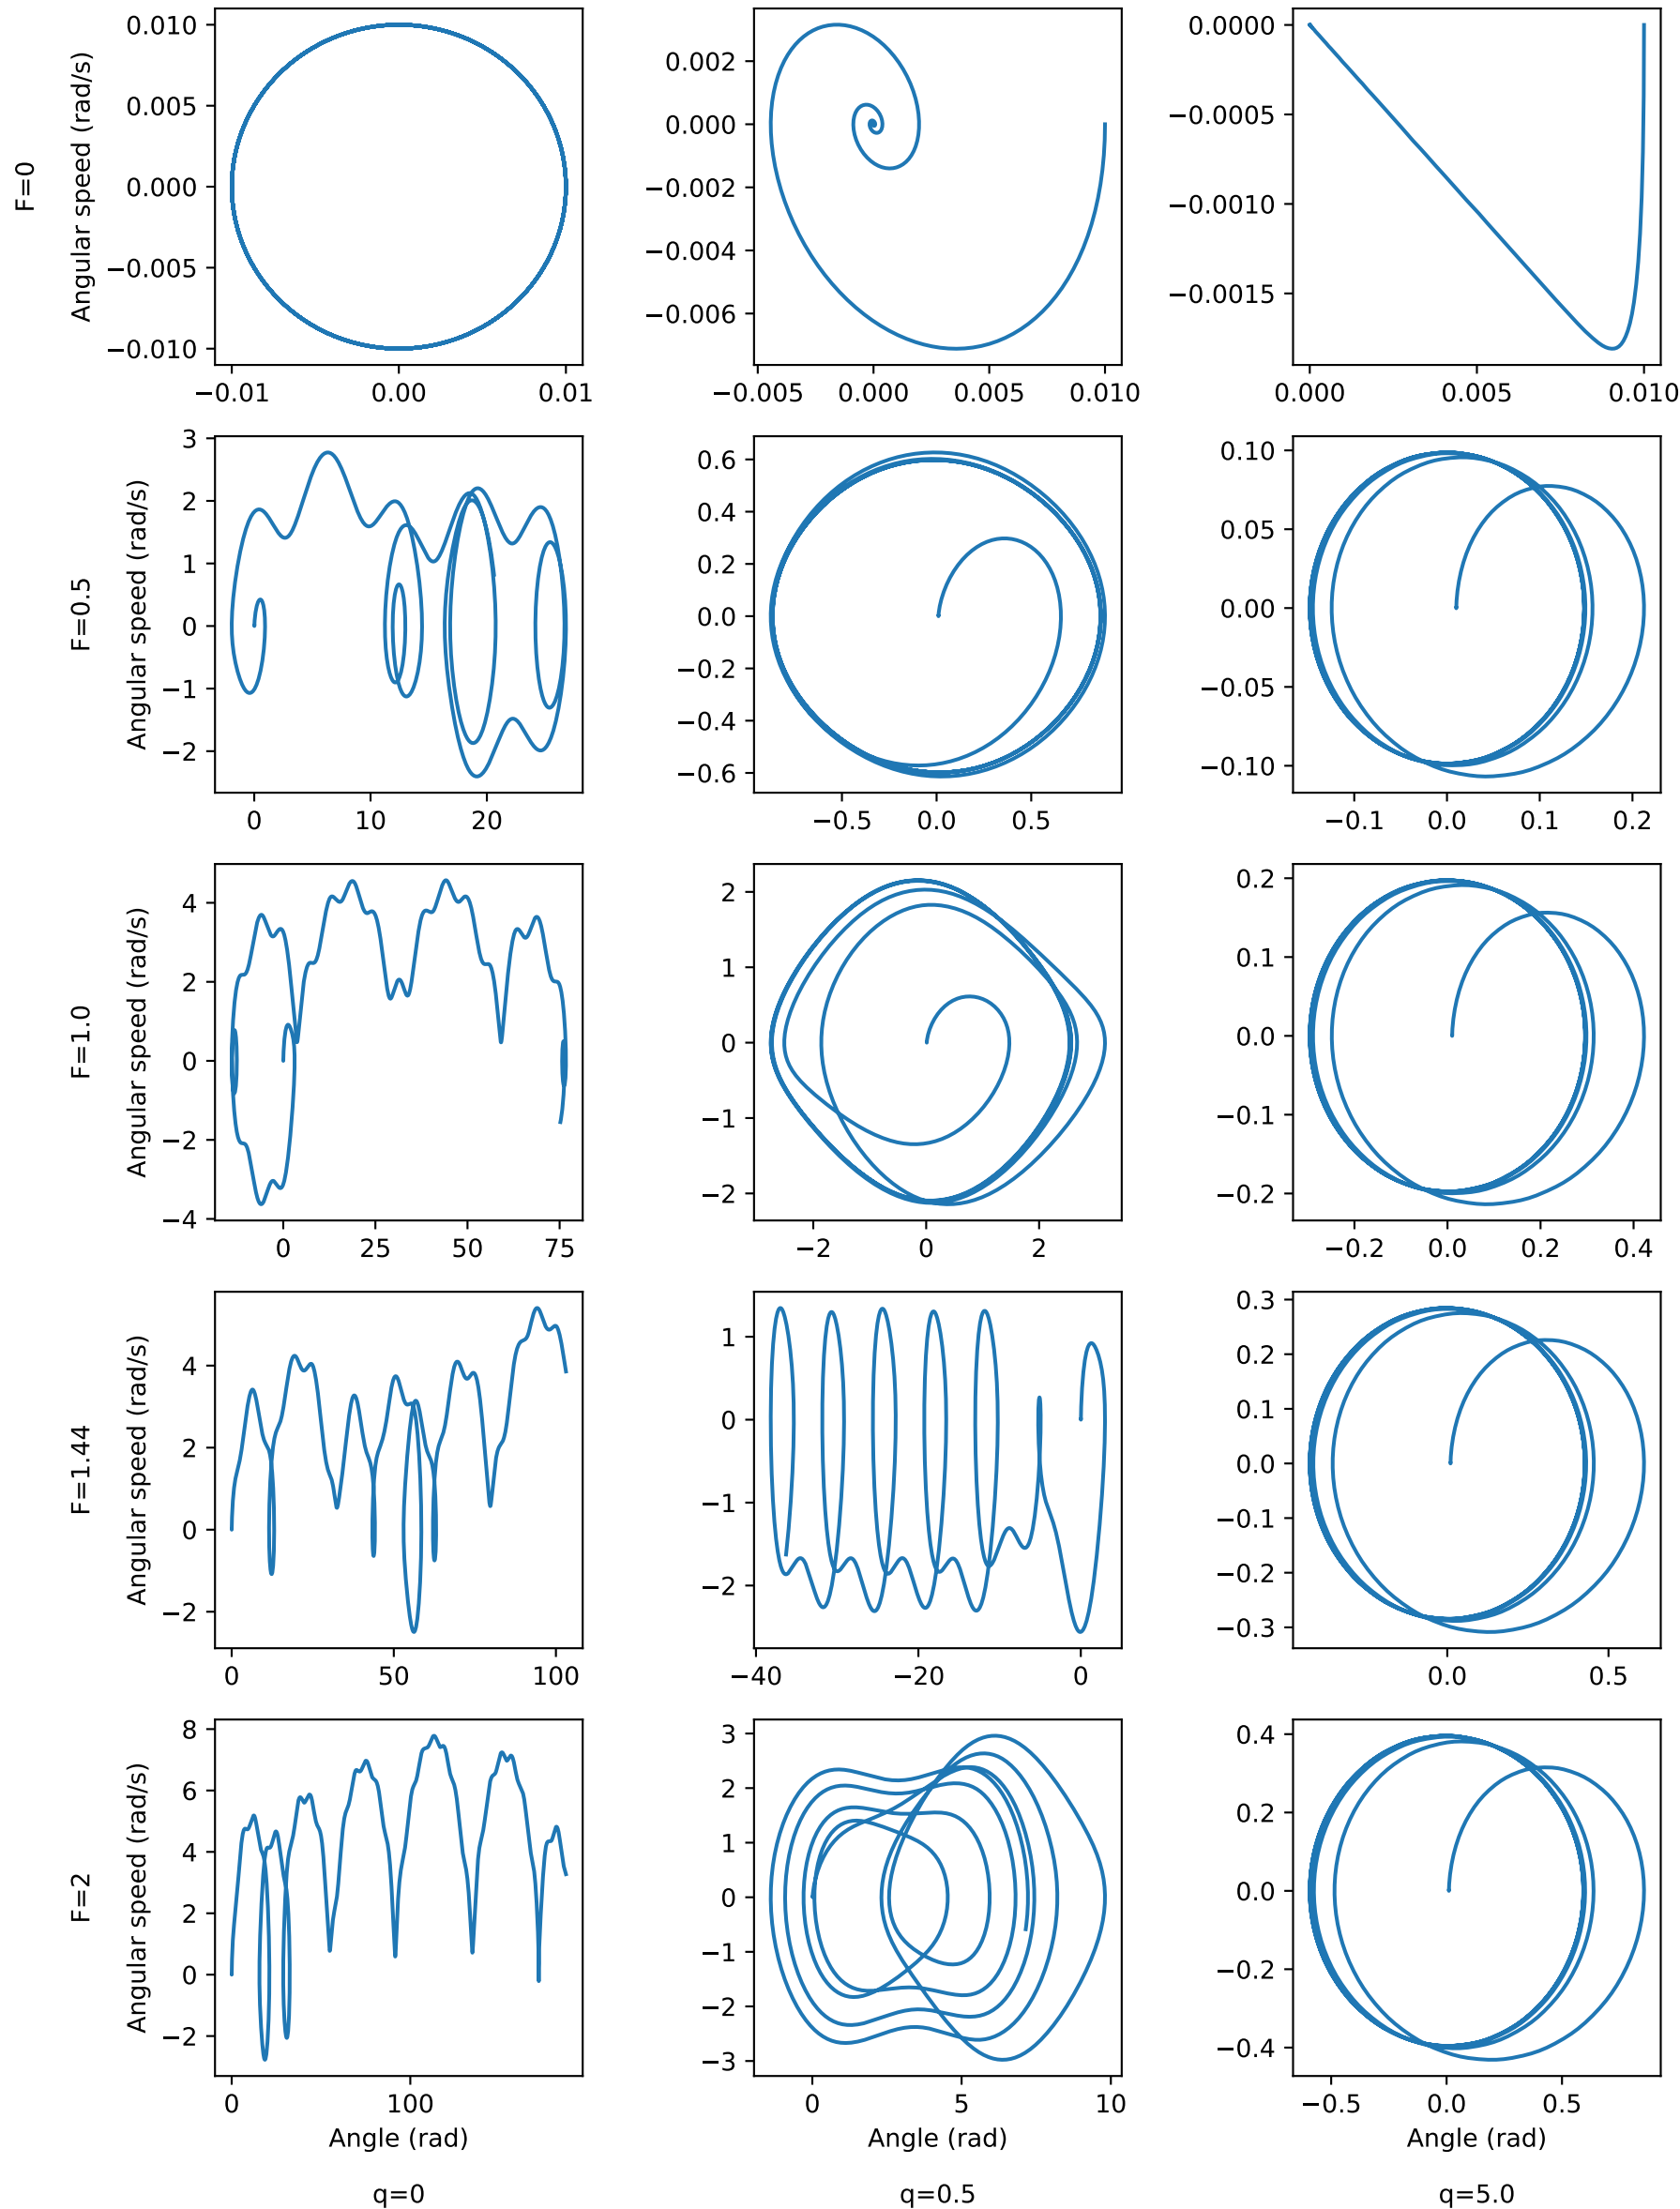 F=0
Angular speed (rad/s)
0.010
0.005
0.000
−0.005
−0.010
−0.01 0.00 0.01
0.002
0.000
−0.002
−0.004
−0.006
−0.005 0.000 0.005 0.010
0.0000
−0.0005
−0.0010
−0.0015
0.000 0.005 0.010
F=0.5
Angular speed (rad/s)
3
2
1
0
−1
−2
0 10 20
0.6
0.4
0.2
0.0
−0.2
−0.4
−0.6
−0.5 0.0 0.5
0.10
0.05
0.00
−0.05
−0.10
−0.1 0.0 0.1 0.2
F=1.0
Angular speed (rad/s)
4
2
0
−2
−4
0 25 50 75
2
1
0
−1
−2
−2 0 2
0.2
0.1
0.0
−0.1
−0.2
−0.2 0.0 0.2 0.4
F=1.44
Angular speed (rad/s)
4
2
0
−2
0 50 100
1
0
−1
−2
−40 −20 0
0.3
0.2
0.1
0.0
−0.1
−0.2
−0.3
0.0 0.5
F=2
Angular speed (rad/s)
8
6
4
2
0
−2
0 100
Angle (rad)
q=0
3
2
1
0
−1
−2
−3
0 5 10
Angle (rad)
q=0.5
0.4
0.2
0.0
−0.2
−0.4
−0.5 0.0 0.5
Angle (rad)
q=5.0